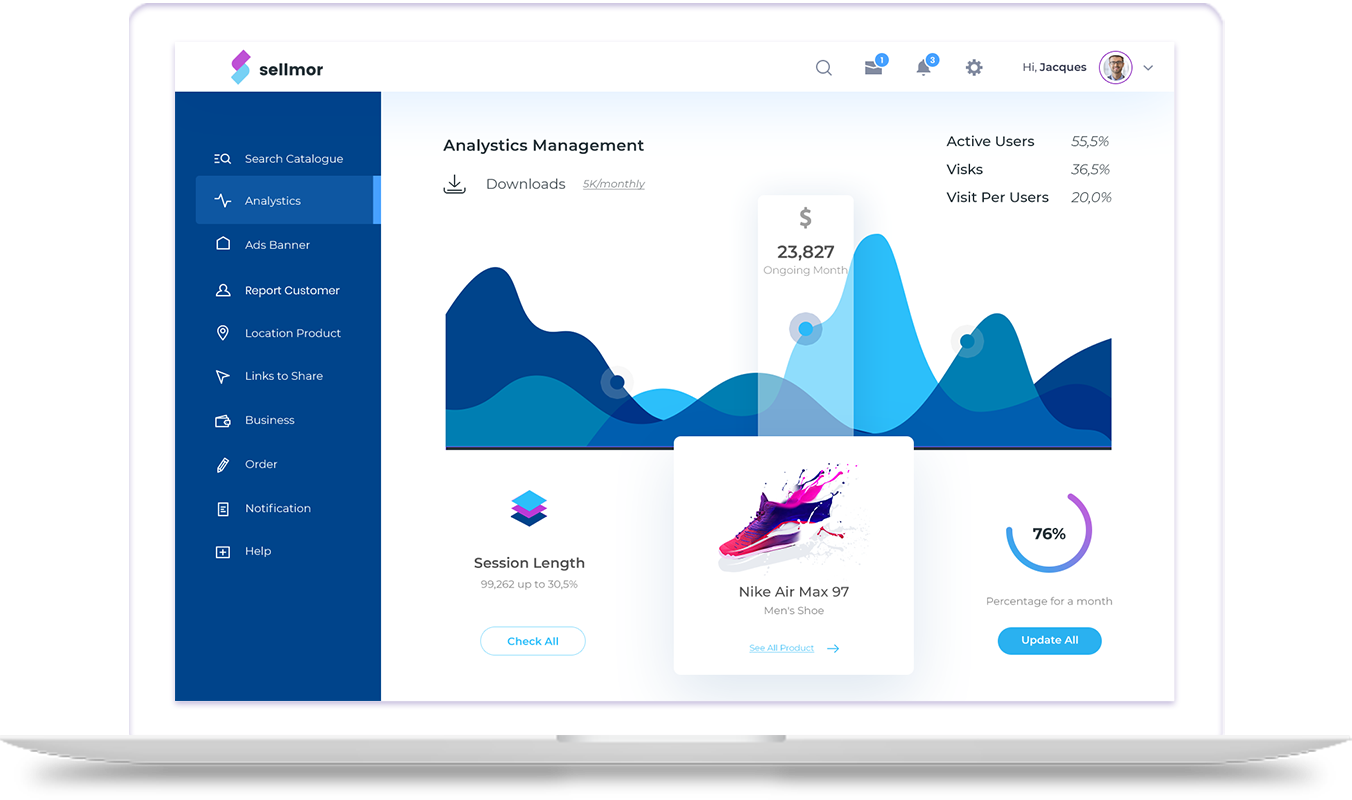 sellmor
1
3
Hi, Jacques
Search Catalogue
Analystics
Ads Banner
Report Customer
Location Product
Links to Share
Business
Order
Notification
Help
Analystics Management
Downloads 5K/monthly
Active Users 55,5%
Visks 36,5%
Visit Per Users 20,0%
$
23,827
Ongoing Month
Session Length
99,262 up to 30,5%
Check All
Nike Air Max 97
Men's Shoe
See All Product
76%
Percentage for a month
Update All